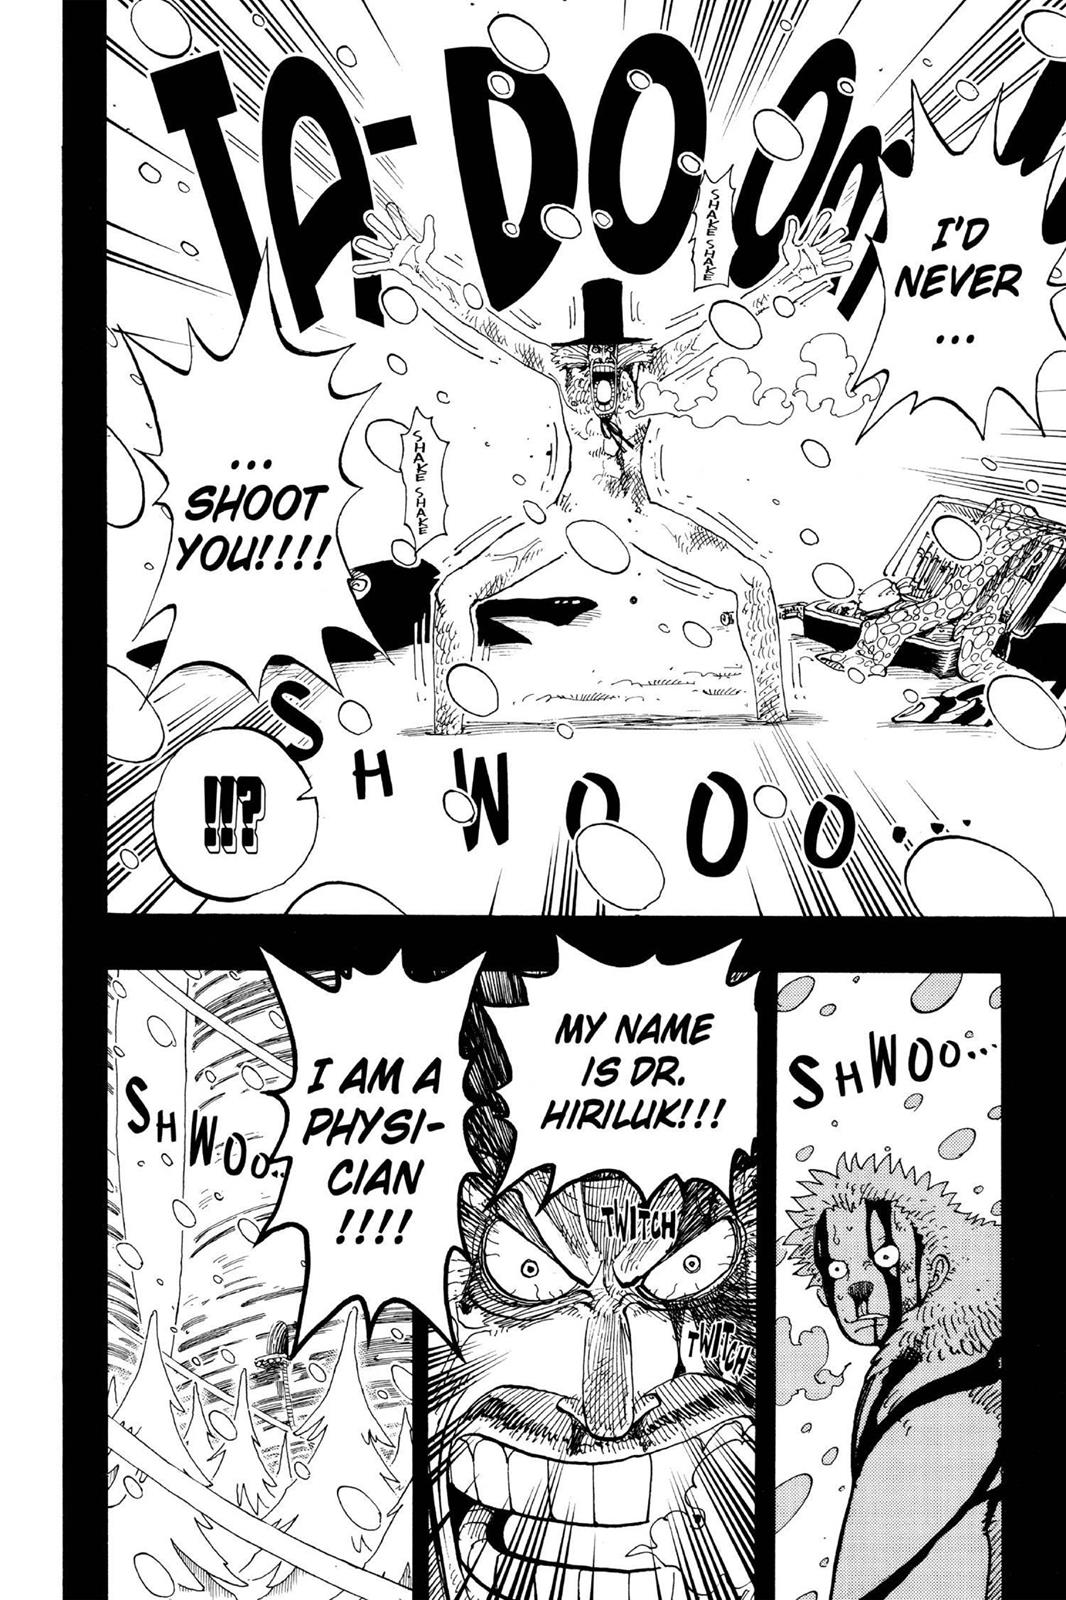 TA-DOOM
I'D
NEVER
...
SHAKE SHAKE
SHAKE SHAKE
...
SHOOT
YOU!!!!
SHWOOO...
!!!?
SHWOO...
MY NAME
IS DR.
HIRILUK!!!
TWITCH
TWITCH
I AM A
PHYSI-
CIAN
!!!!
SHWOO..